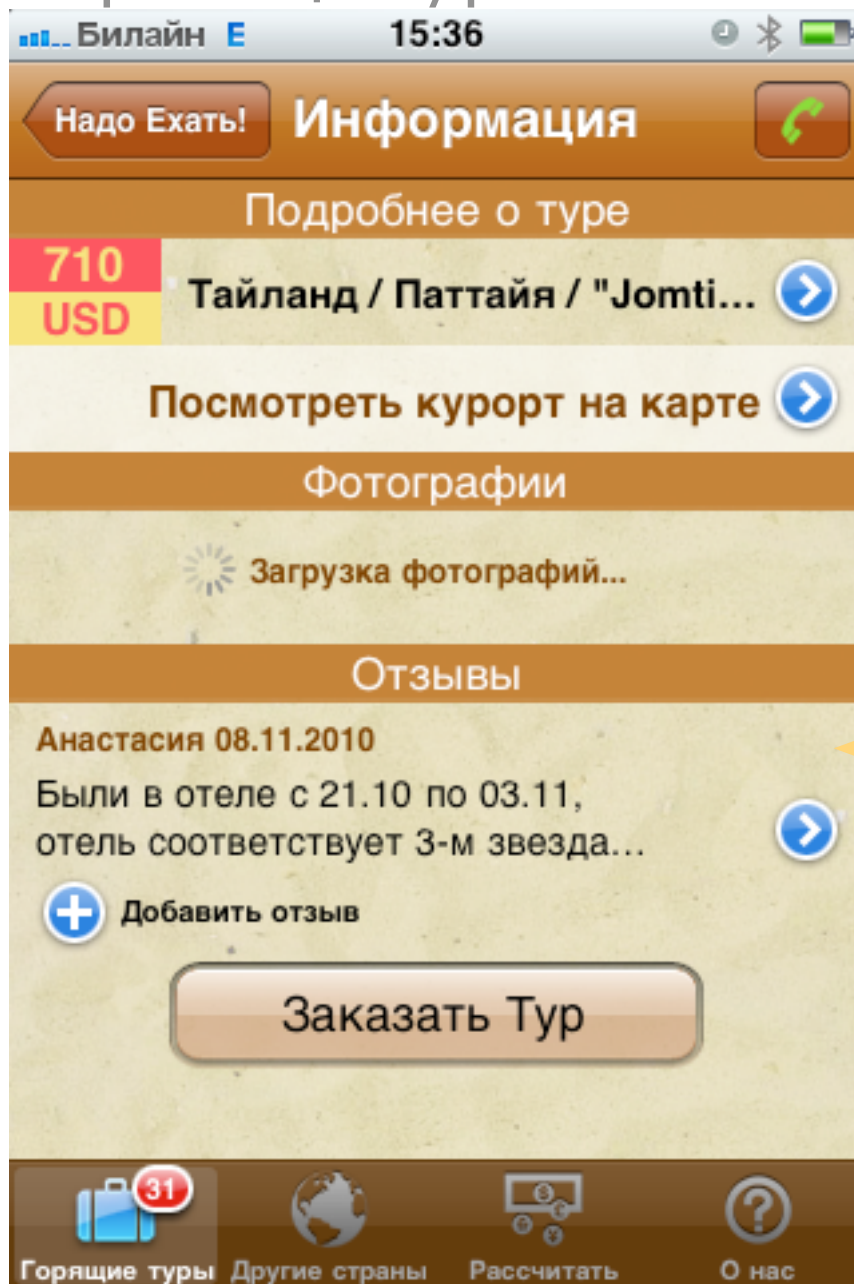 Билайн E 15:36
Надо Ехать! Информация
Подробнее о туре
710
USD
Тайланд / Паттайя / "Jomti...
Посмотреть курорт на карте
Фотографии
Загрузка фотографий...
Отзывы
Анастасия 08.11.2010
Были в отеле с 21.10 по 03.11,
отель соответствует 3-м звезда...
Добавить отзыв
Заказать Тур
31
Горящие туры Другие страны Рассчитать О нас